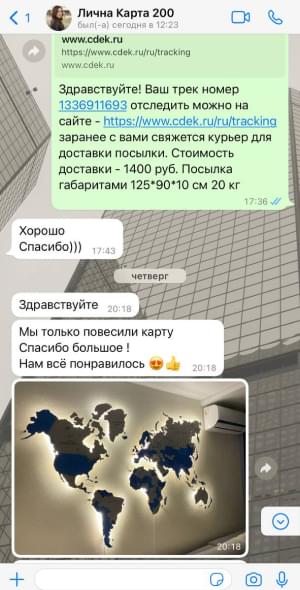 1
Лична Карта 200
был(-а) сегодня в 12:23
www.cdek.ru
https://www.cdek.ru/ru/tracking
www.cdek.ru
Здравствуйте! Ваш трек номер
1336911693 отследить можно на
сайте - https://www.cdek.ru/ru/tracking
заранее с вами свяжется курьер для
доставки посылки. Стоимость
доставки - 1400 руб. Посылка
габаритами 125*90*10 см 20 кг
17:36
Хорошо
Спасибо))) 17:43
четверг
Здравствуйте 20:18
Мы только повесили карту
Спасибо большое !
Нам всё понравилось 😍👍 20:18
20:18